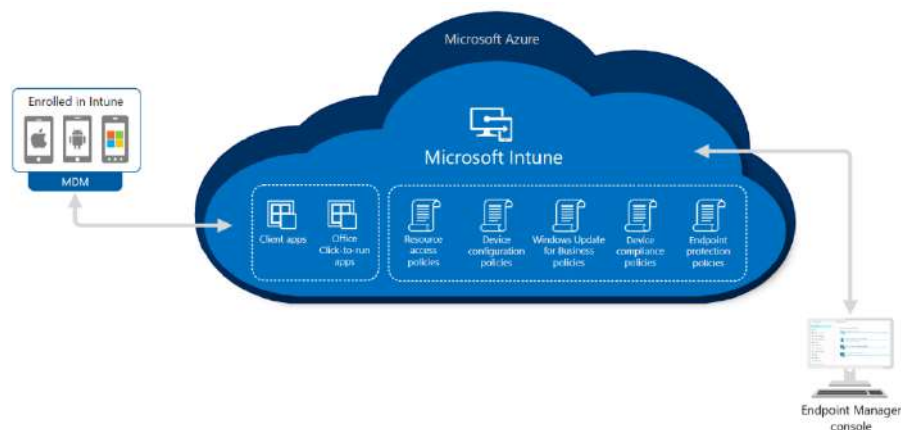 Microsoft Azure
Enrolled in Intune
MDM
Microsoft Intune
Client apps
Office
Click-to-run
apps
Resource
access
policies
Device
configuration
policies
Windows Update
for Business
policies
Device
compliance
policies
Endpoint
protection
policies
Endpoint Manager
console